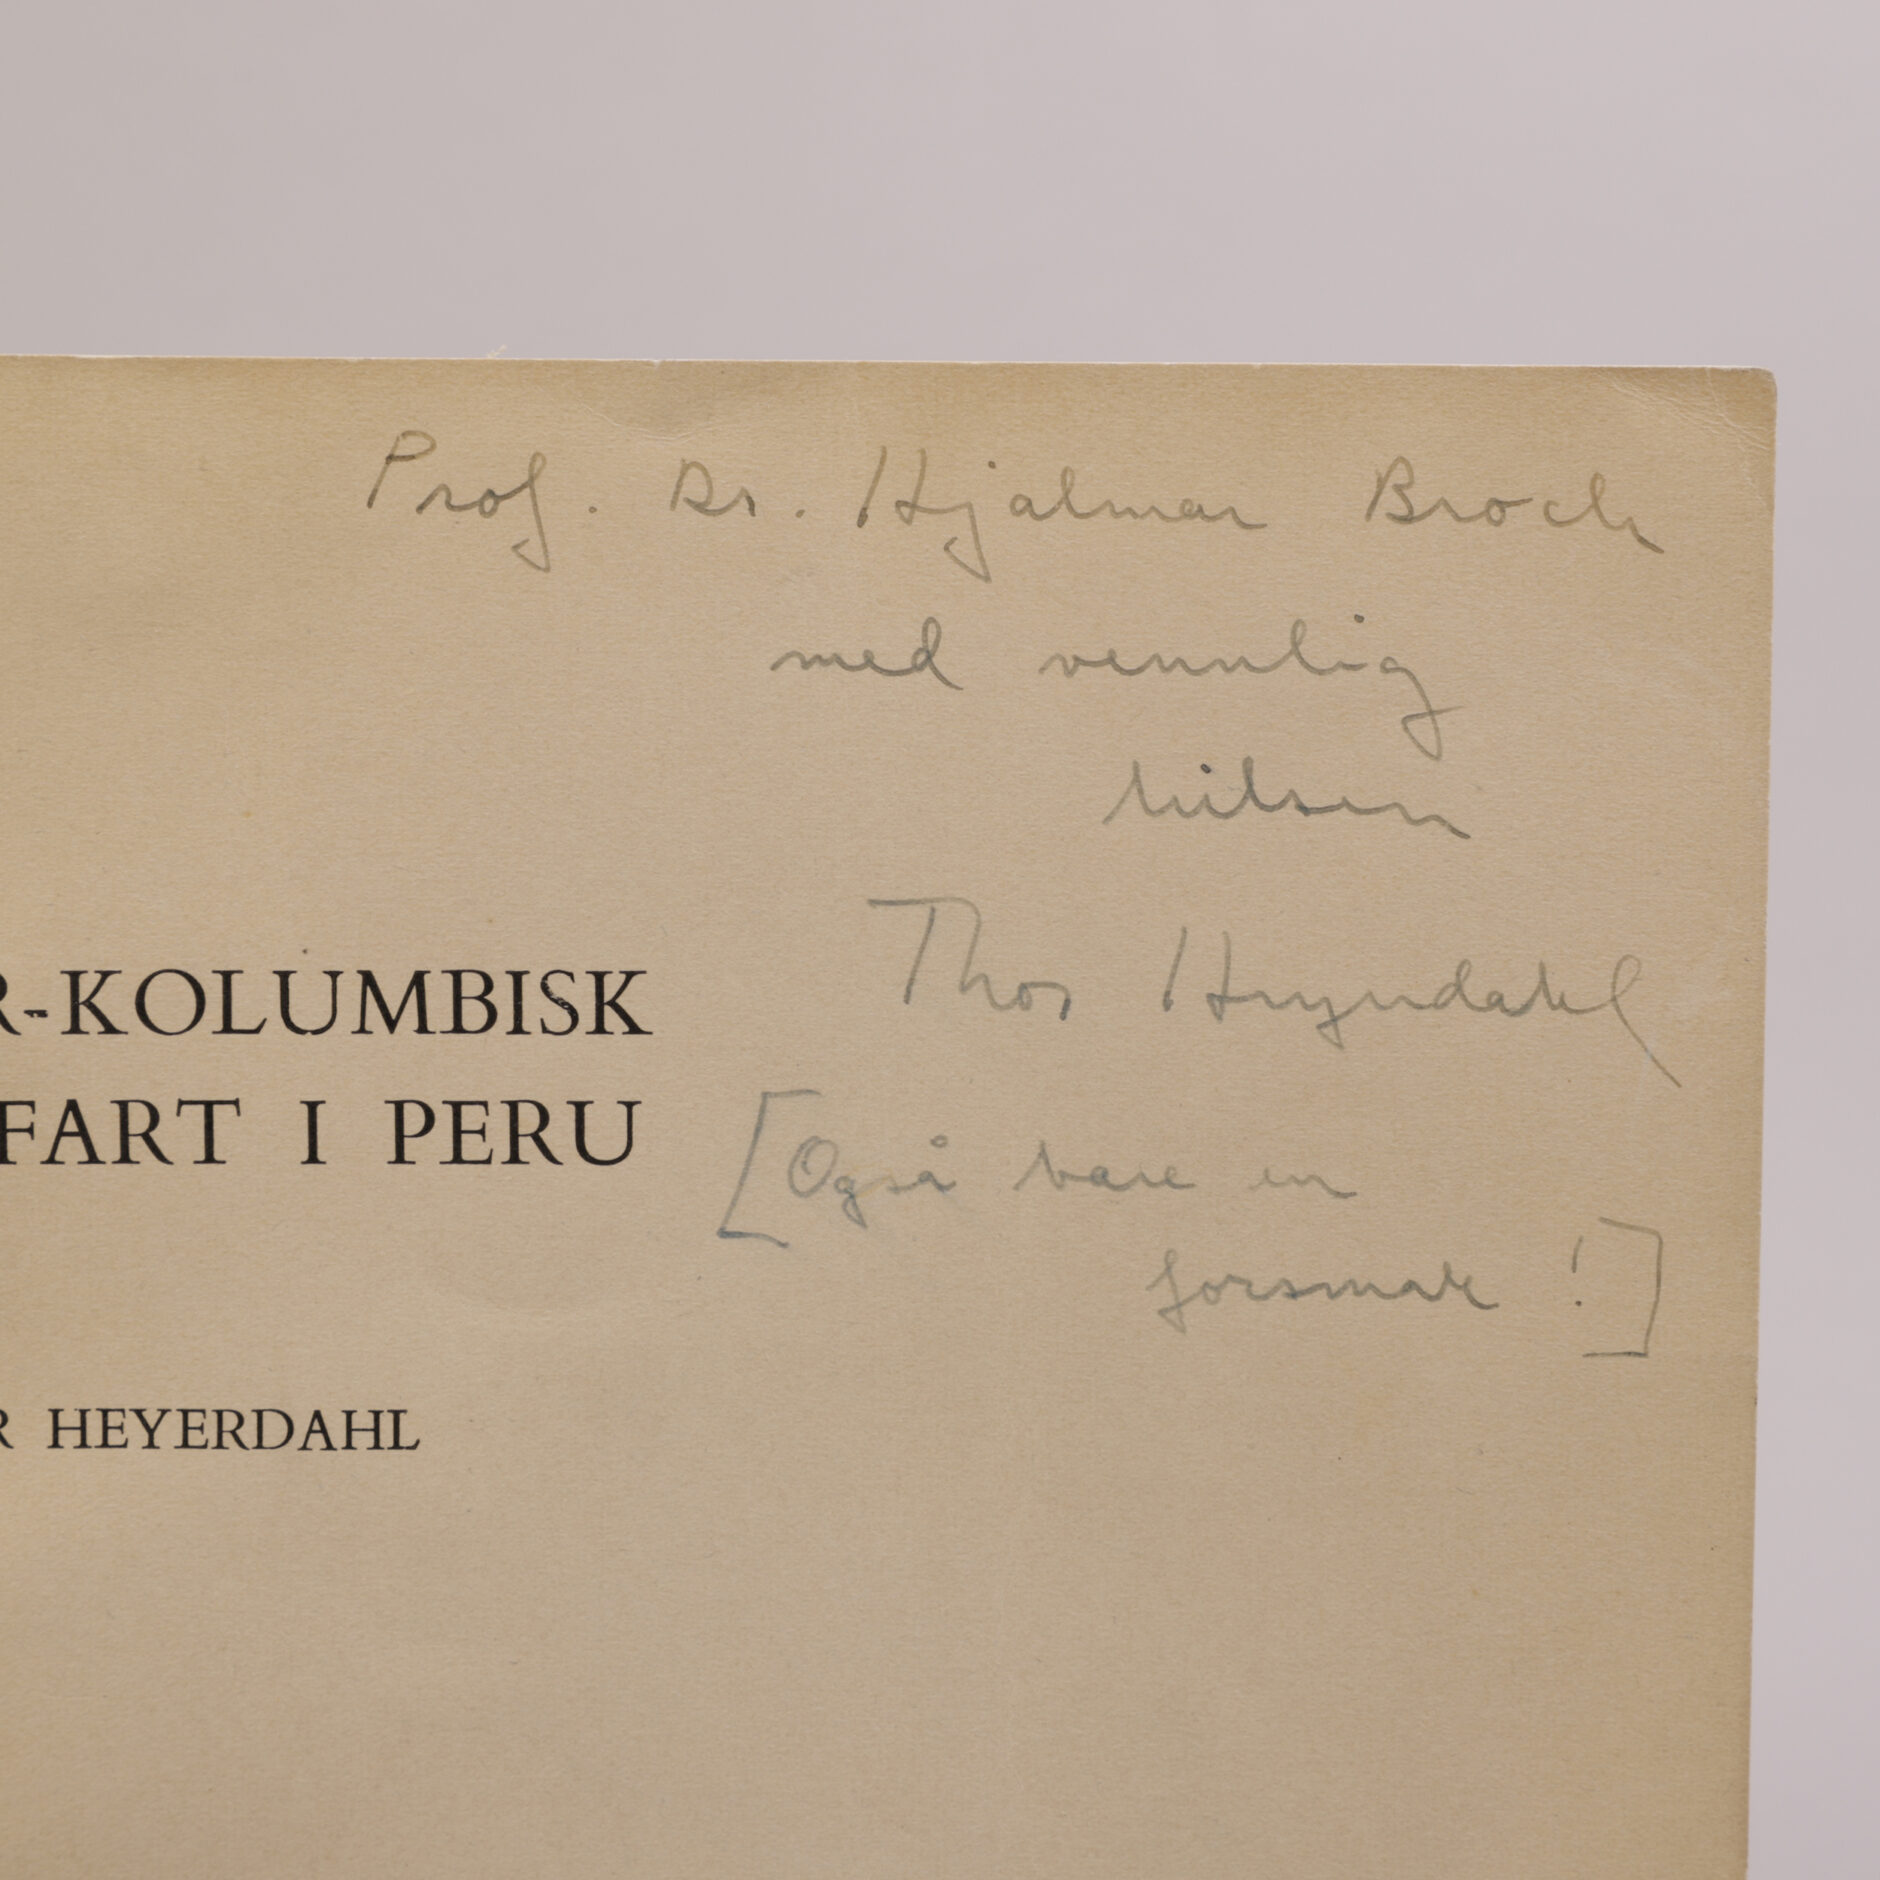 Prof. Dr. Hjalmar Broch
med vennlig
hilsen
Thor Heyerdahl
[Også bare en
forsmak!]
R-KOLUMBISK
FART I PERU
R HEYERDAHL